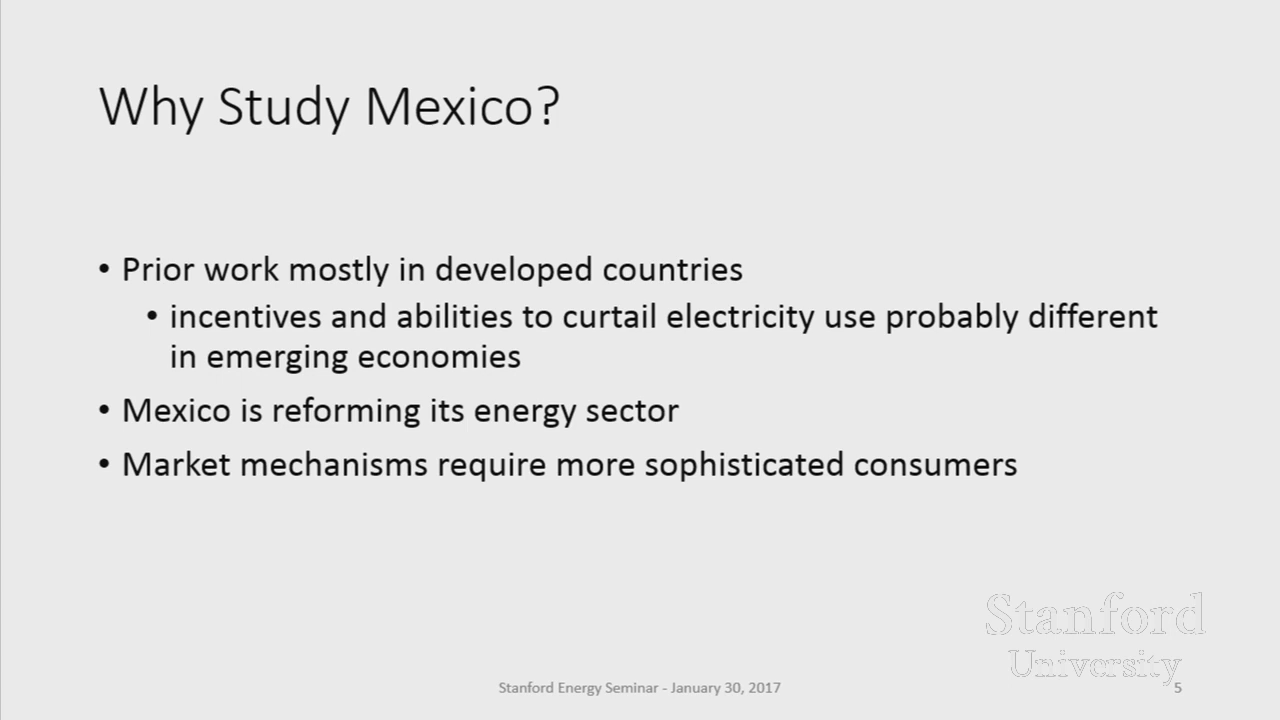 Why Study Mexico?
• Prior work mostly in developed countries
• incentives and abilities to curtail electricity use probably different
in emerging economies
• Mexico is reforming its energy sector
• Market mechanisms require more sophisticated consumers
Stanford
University
Stanford Energy Seminar - January 30, 2017
5